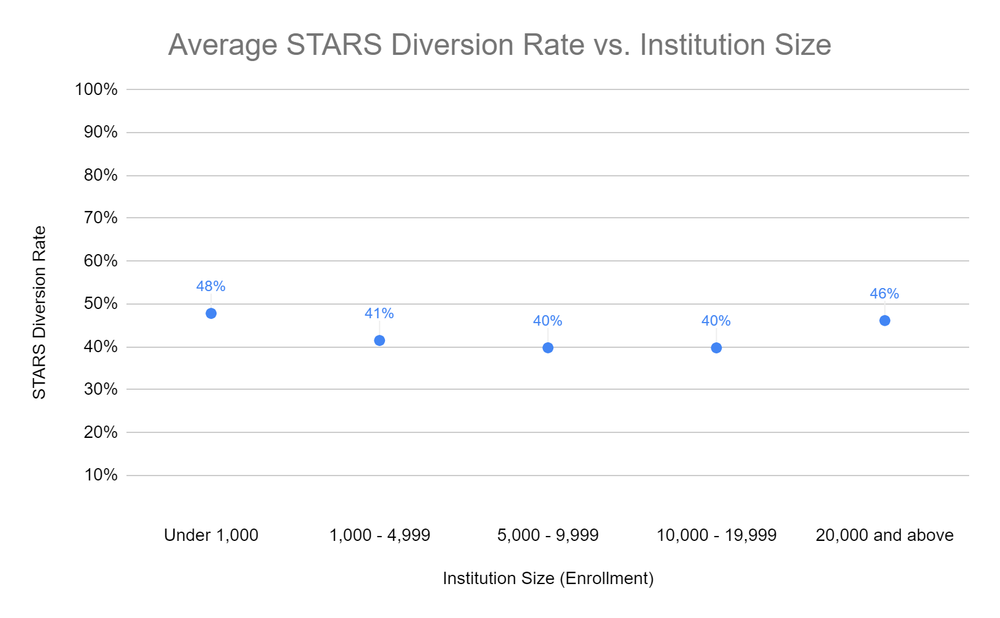 Average STARS Diversion Rate vs. Institution Size
100%
90%
80%
70%
60%
50%
40%
30%
20%
10%
STARS Diversion Rate
48%
41%
40%
40%
46%
Under 1,000
1,000 - 4,999
5,000 - 9,999
10,000 - 19,999
20,000 and above
Institution Size (Enrollment)